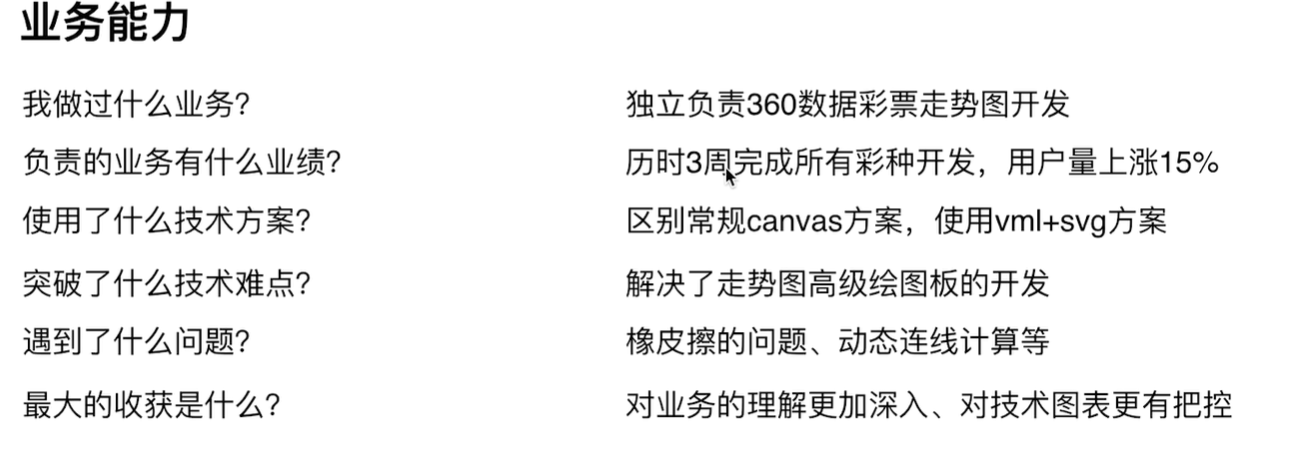 业务能力
我做过什么业务? 独立负责360数据彩票走势图开发
负责的业务有什么业绩? 历时3周完成所有彩种开发，用户量上涨15%
使用了什么技术方案? 区别常规canvas方案，使用vml+svg方案
突破了什么技术难点? 解决了走势图高级绘图板的开发
遇到了什么问题? 橡皮擦的问题、动态连线计算等
最大的收获是什么? 对业务的理解更加深入、对技术图表更有把控